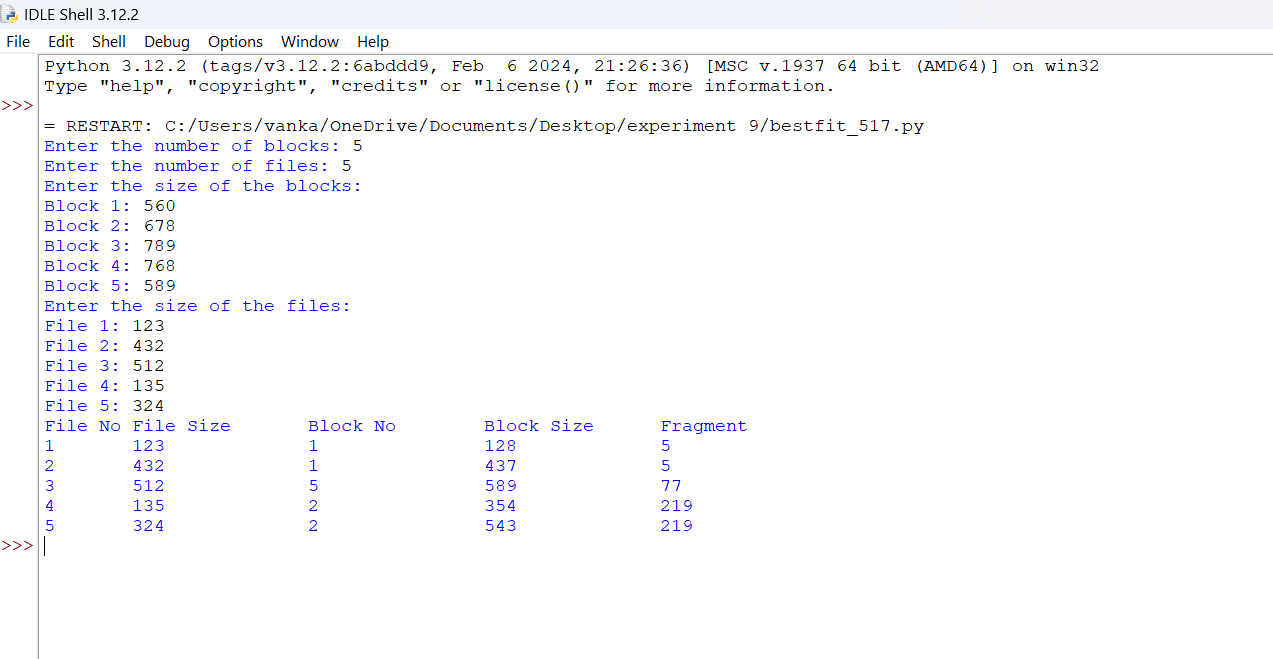 IDLE Shell 3.12.2
File Edit Shell Debug Options Window Help
Python 3.12.2 (tags/v3.12.2:6abddd9, Feb  6 2024, 21:26:36) [MSC v.1937 64 bit (AMD64)] on win32
Type "help", "copyright", "credits" or "license()" for more information.
>>>
= RESTART: C:/Users/vanka/OneDrive/Documents/Desktop/experiment 9/bestfit_517.py
Enter the number of blocks: 5
Enter the number of files: 5
Enter the size of the blocks:
Block 1: 560
Block 2: 678
Block 3: 789
Block 4: 768
Block 5: 589
Enter the size of the files:
File 1: 123
File 2: 432
File 3: 512
File 4: 135
File 5: 324
File No File Size Block No Block Size Fragment
1 123 1 128 5
2 432 1 437 5
3 512 5 589 77
4 135 2 354 219
5 324 2 543 219
>>>